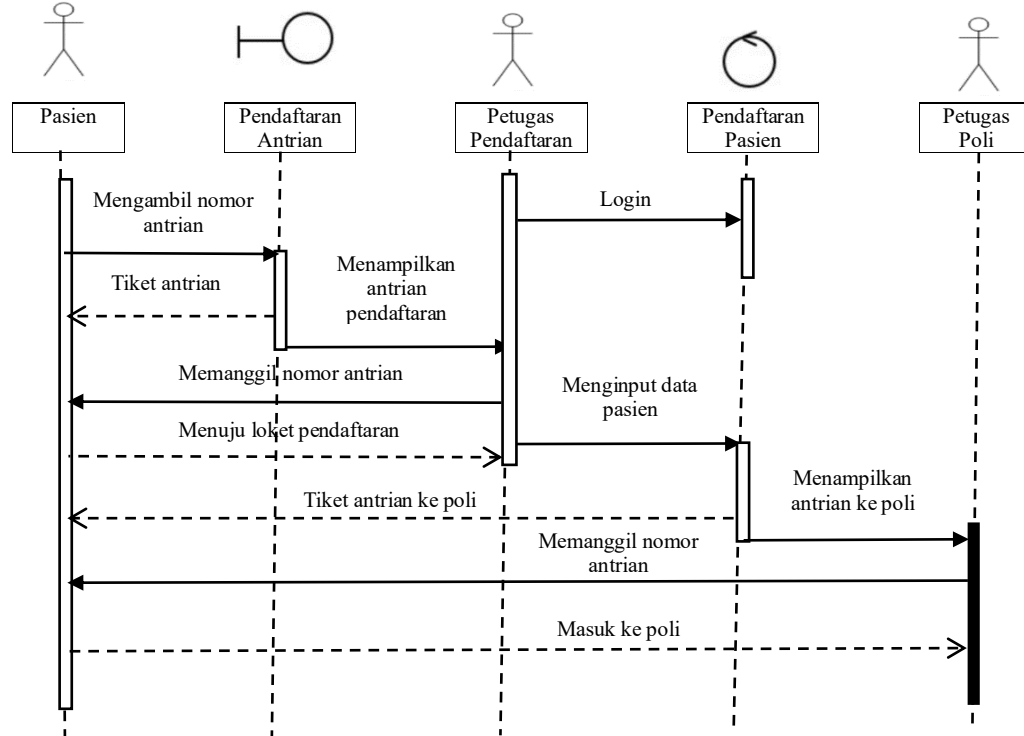 Pasien
Pendaftaran
Antrian
Petugas
Pendaftaran
Pendaftaran
Pasien
Petugas
Poli
Mengambil nomor
antrian
Login
Tiket antrian
Menampilkan
antrian
pendaftaran
Memanggil nomor antrian
Menginput data
pasien
Menuju loket pendaftaran
Menampilkan
antrian ke poli
Tiket antrian ke poli
Memanggil nomor
antrian
Masuk ke poli